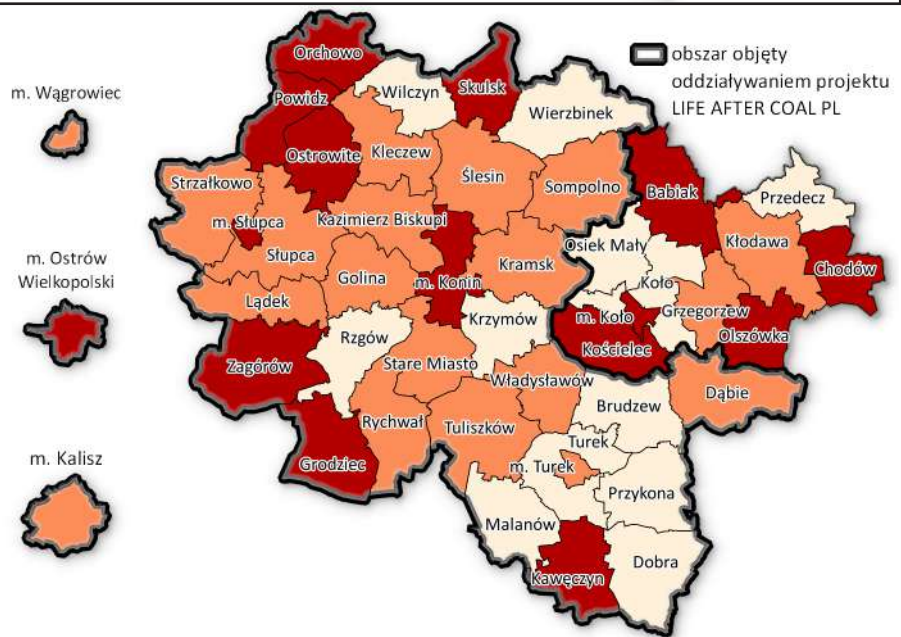 obszar objęty
oddziaływaniem projektu
LIFE AFTER COAL PL
m. Wągrowiec
m. Ostrów
Wielkopolski
m. Kalisz
Orchowo
Powidz
Wilczyn
Skulsk
Wierzbinek
Ostrowite
Kleczew
Ślesin
Sompolno
Strzałkowo
m. Słupca
Słupca
Kazimierz Biskupi
Babiak
Przedecz
Osiek Mały
Kłodawa
Chodów
Lądek
Golina
m. Konin
Kramsk
Koło
m. Koło
Grzegorzew
Olszówka
Kościelec
Krzymów
Rzgów
Zagórów
Stare Miasto
Władysławów
Dąbie
Grodziec
Rychwał
Tuliszków
Brudzew
Turek
m. Turek
Przykona
Malanów
Kawęczyn
Dobra